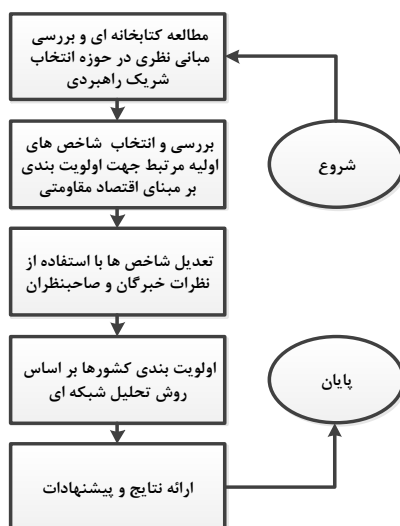 شروع
مطالعه کتابخانه ای و بررسی
مبانی نظری در حوزه انتخاب
شریک راهبردی
بررسی و انتخاب شاخص های
اولیه مرتبط جهت اولویت بندی
بر مبنای اقتصاد مقاومتی
تعدیل شاخص ها با استفاده از
نظرات خبرگان و صاحبنظران
اولویت بندی کشورها بر اساس
روش تحلیل شبکه ای
ارائه نتایج و پیشنهادات
پایان